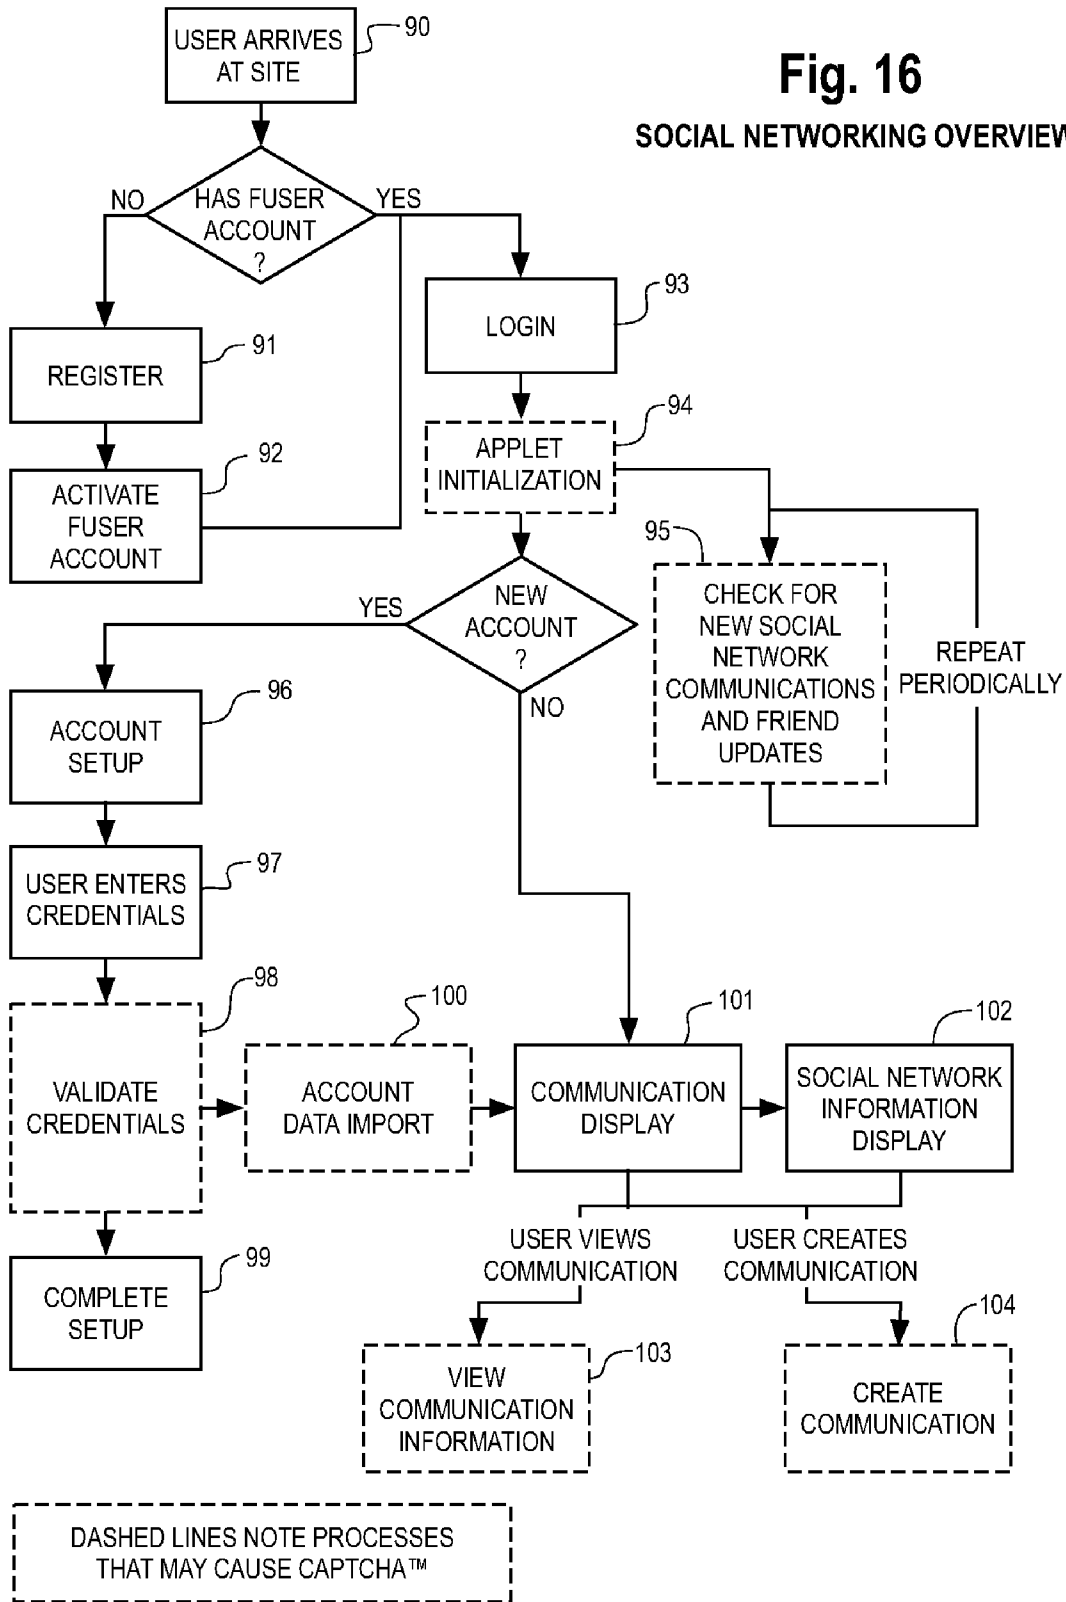 USER ARRIVES
AT SITE
90
Fig. 16
SOCIAL NETWORKING OVERVIEW
HAS FUSER
ACCOUNT
?
NO
YES
93
LOGIN
91
REGISTER
94
APPLET
INITIALIZATION
92
ACTIVATE
FUSER
ACCOUNT
95
CHECK FOR
NEW SOCIAL
NETWORK
COMMUNICATIONS
AND FRIEND
UPDATES
REPEAT
PERIODICALLY
NEW
ACCOUNT
?
YES
NO
96
ACCOUNT
SETUP
97
USER ENTERS
CREDENTIALS
98
VALIDATE
CREDENTIALS
100
ACCOUNT
DATA IMPORT
101
COMMUNICATION
DISPLAY
102
SOCIAL NETWORK
INFORMATION
DISPLAY
USER VIEWS
COMMUNICATION
USER CREATES
COMMUNICATION
99
COMPLETE
SETUP
103
VIEW
COMMUNICATION
INFORMATION
104
CREATE
COMMUNICATION
DASHED LINES NOTE PROCESSES
THAT MAY CAUSE CAPTCHA™